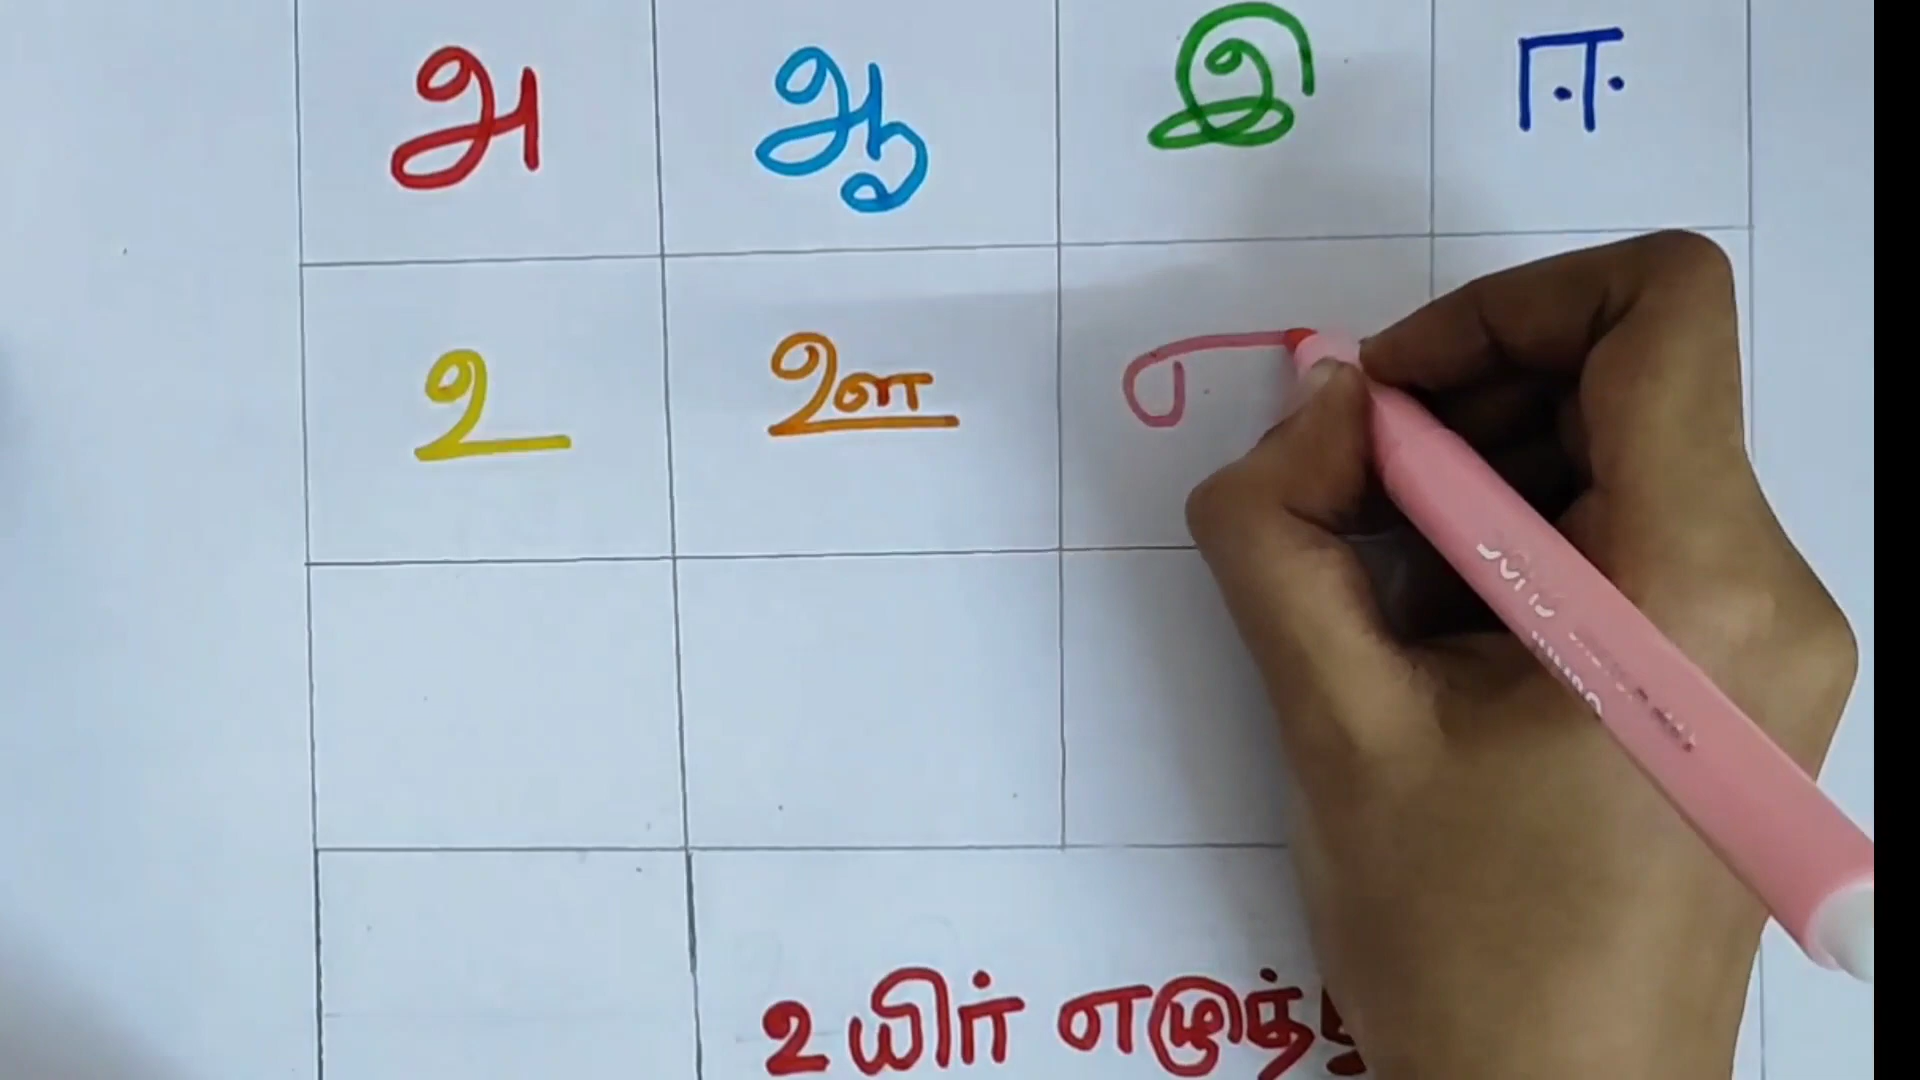 அ ஆ இ ஈ
உ ஊ எ
உயிர் எழுத்